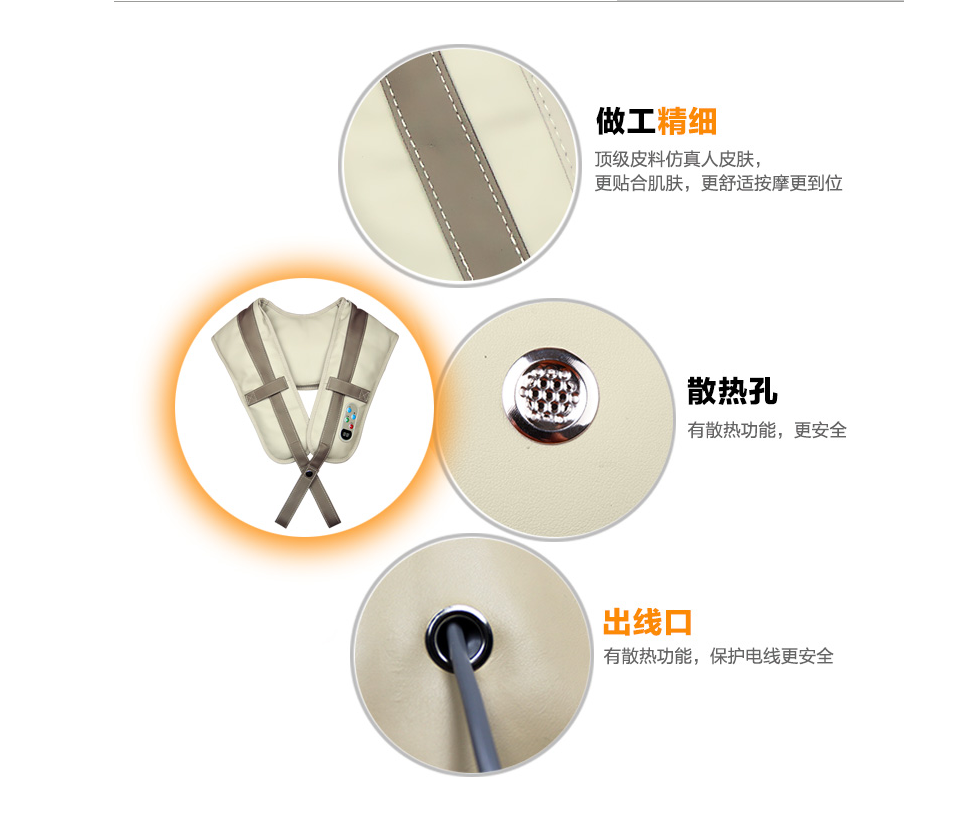 做工精细
顶级皮料仿真人皮肤，
更贴合肌肤，更舒适按摩更到位
散热孔
有散热功能，更安全
出线口
有散热功能，保护电线更安全